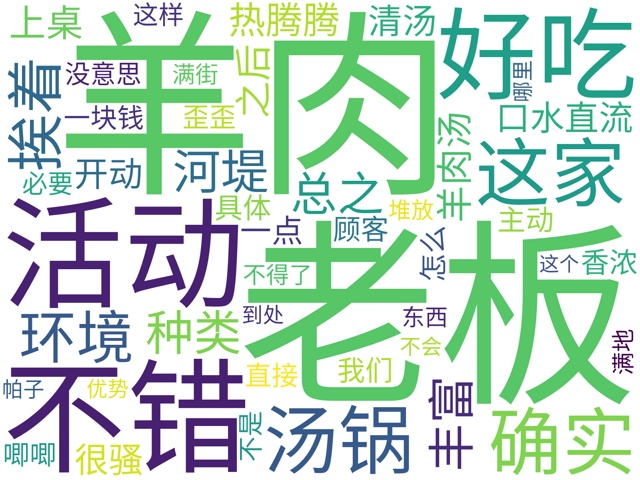 上桌
这样
热腾腾
清汤
羊肉
好吃
没意思
满街
之后
哪里
挨着
一块钱
歪歪
口水直流
必要
开动
河堤
总之
羊肉汤
这家
活动
具体
堆放
主动
一点
顾客
怎么
老板
不得了
这个
香浓
环境
种类
到处
东西
满地
不错
帕子
优势
直接
我们
不会
丰富
汤锅
确实
唧唧
很骚
不是